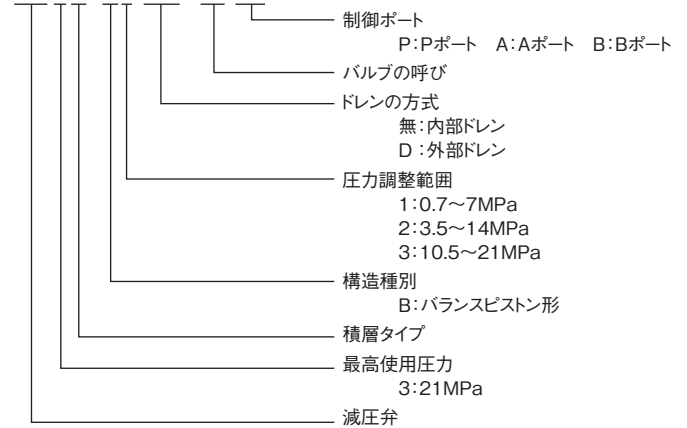 制御ポート
P：Pポート　A：Aポート　B：Bポート
バルブの呼び
ドレンの方式
無：内部ドレン
D：外部ドレン
圧力調整範囲
1：0.7～7MPa
2：3.5～14MPa
3：10.5～21MPa
構造種別
B：バランスピストン形
積層タイプ
最高使用圧力
3：21MPa
減圧弁